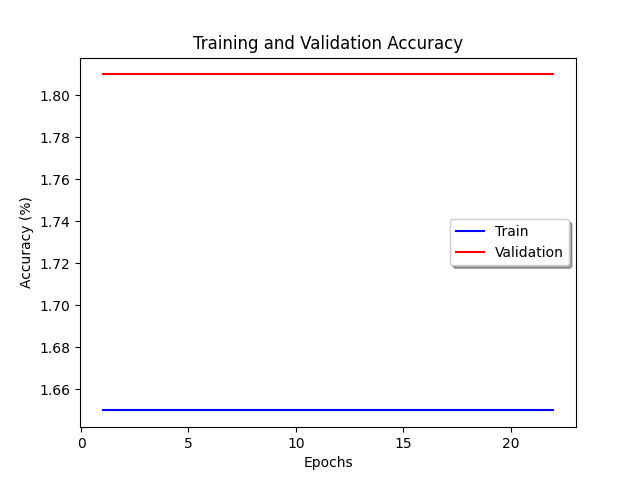 Training and Validation Accuracy
Accuracy (%)
1.80
1.78
1.76
1.74
1.72
1.70
1.68
1.66
Train
Validation
0 5 10 15 20
Epochs